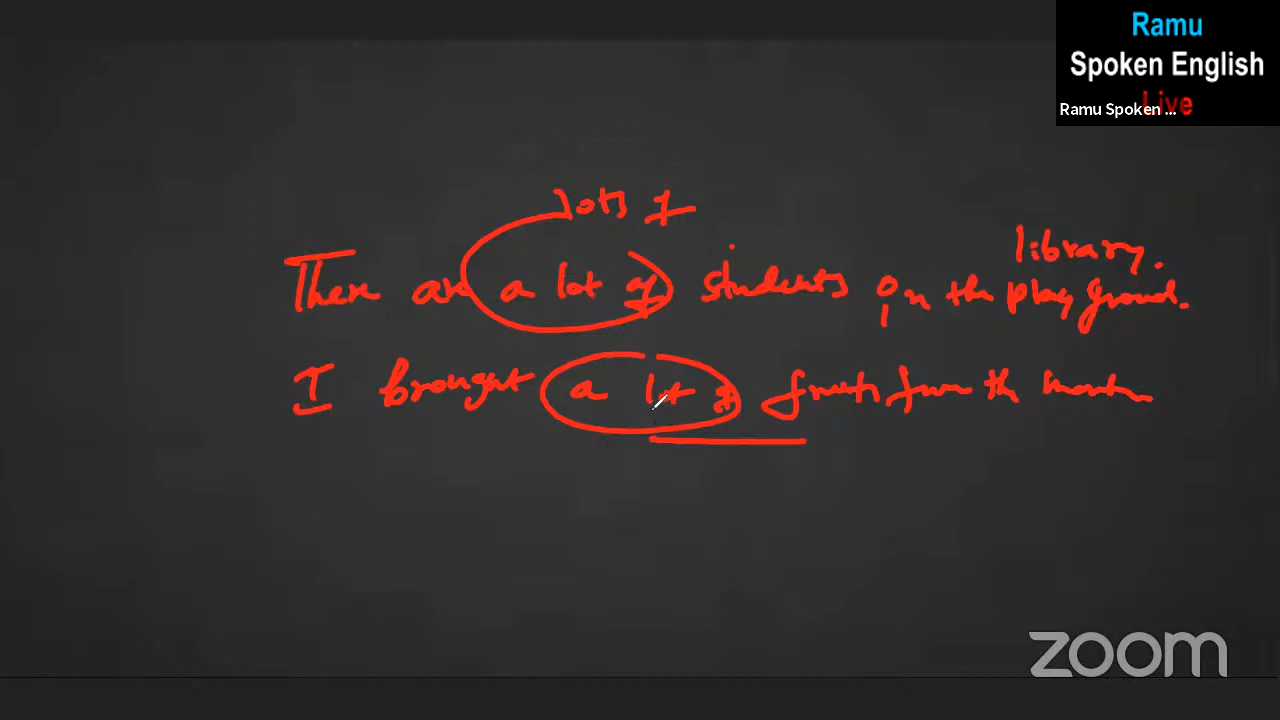 Ramu
Spoken English
Live
Ramu Spoken ...
lots of
library.
There are a lot of students on the play ground.
I brought a lot of fruits from the market
zoom